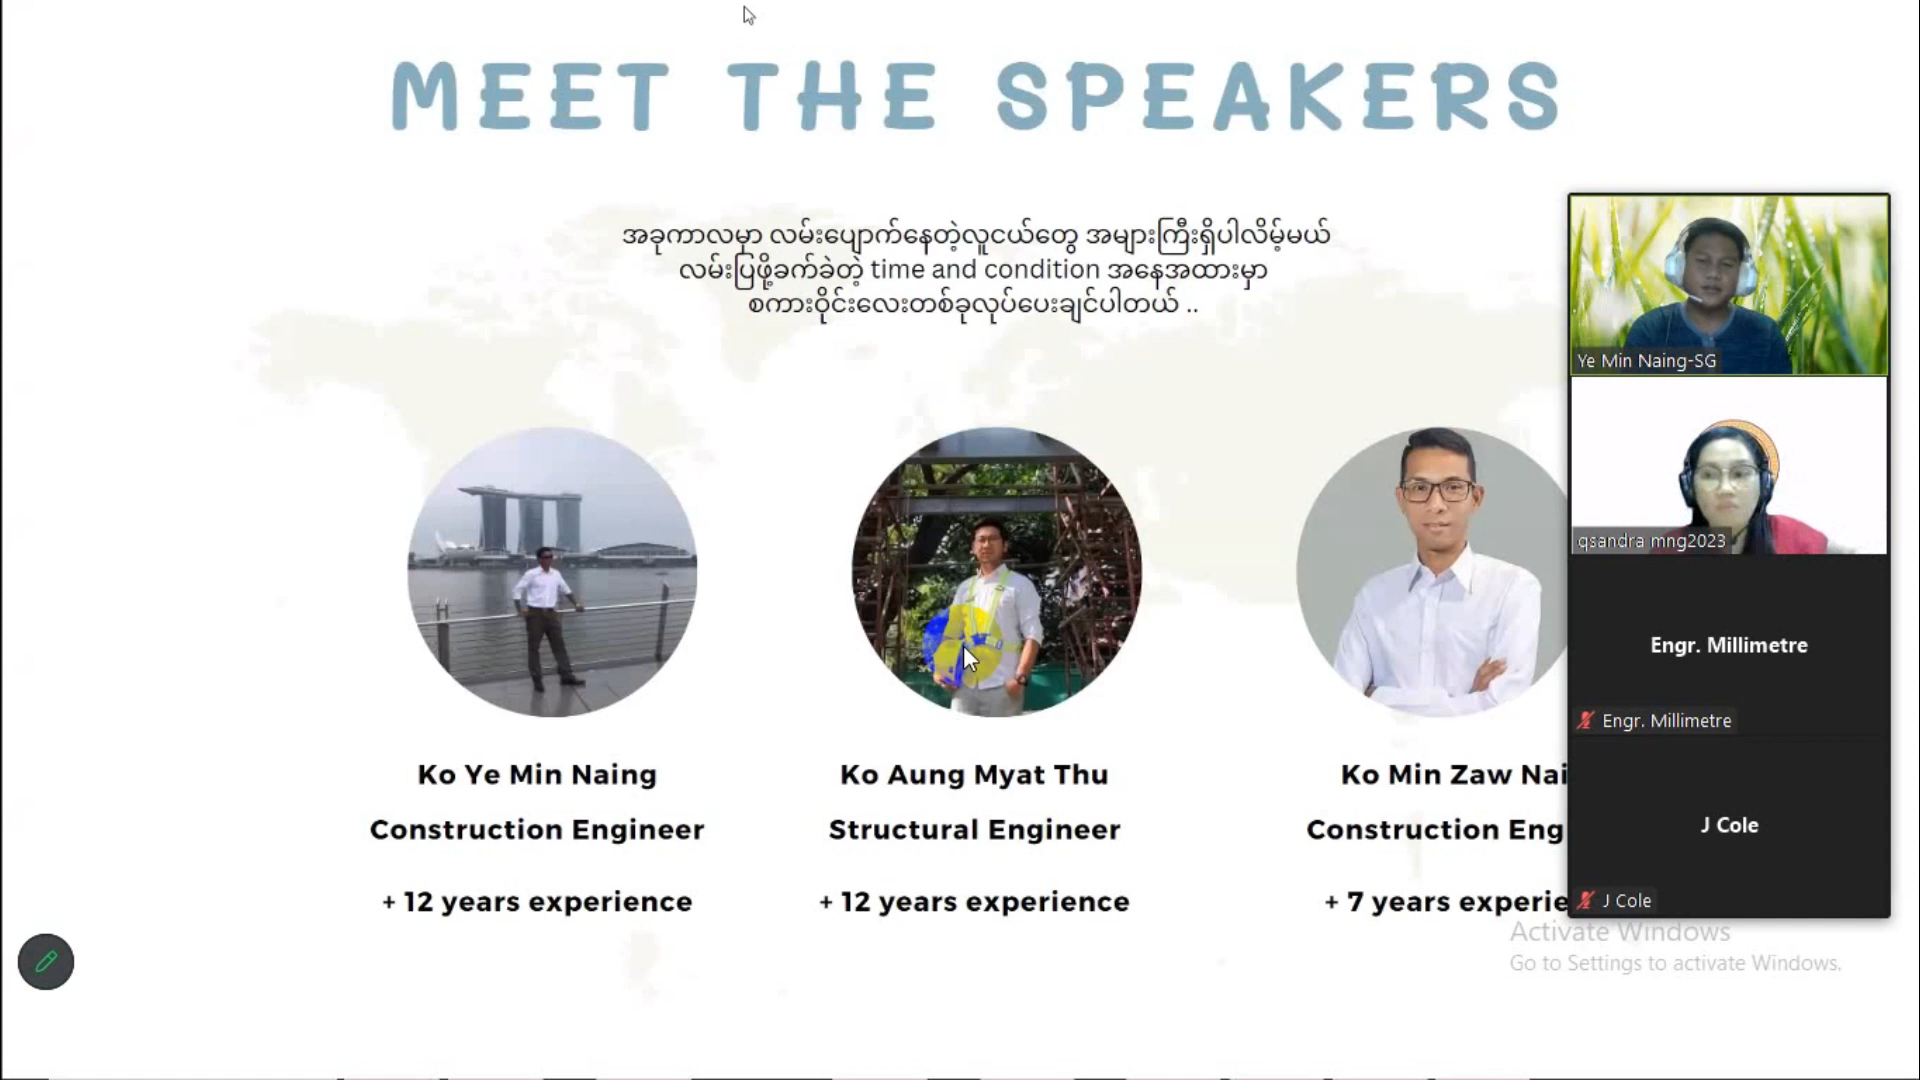 MEET THE SPEAKERS
အခုကာလမှာ လမ်းပျောက်နေတဲ့လူငယ်တွေ အများကြီးရှိပါလိမ့်မယ်
လမ်းပြဖို့ခက်ခဲတဲ့ time and condition အနေအထားမှာ
စကားဝိုင်းလေးတစ်ခုလုပ်ပေးချင်ပါတယ် ..
Ko Ye Min Naing
Construction Engineer
+ 12 years experience
Ko Aung Myat Thu
Structural Engineer
+ 12 years experience
Ko Min Zaw Nai
Construction Eng
+ 7 years experie
Ye Min Naing-SG
qsandra mng2023
Engr. Millimetre
Engr. Millimetre
J Cole
J Cole
Activate Windows
Go to Settings to activate Windows.